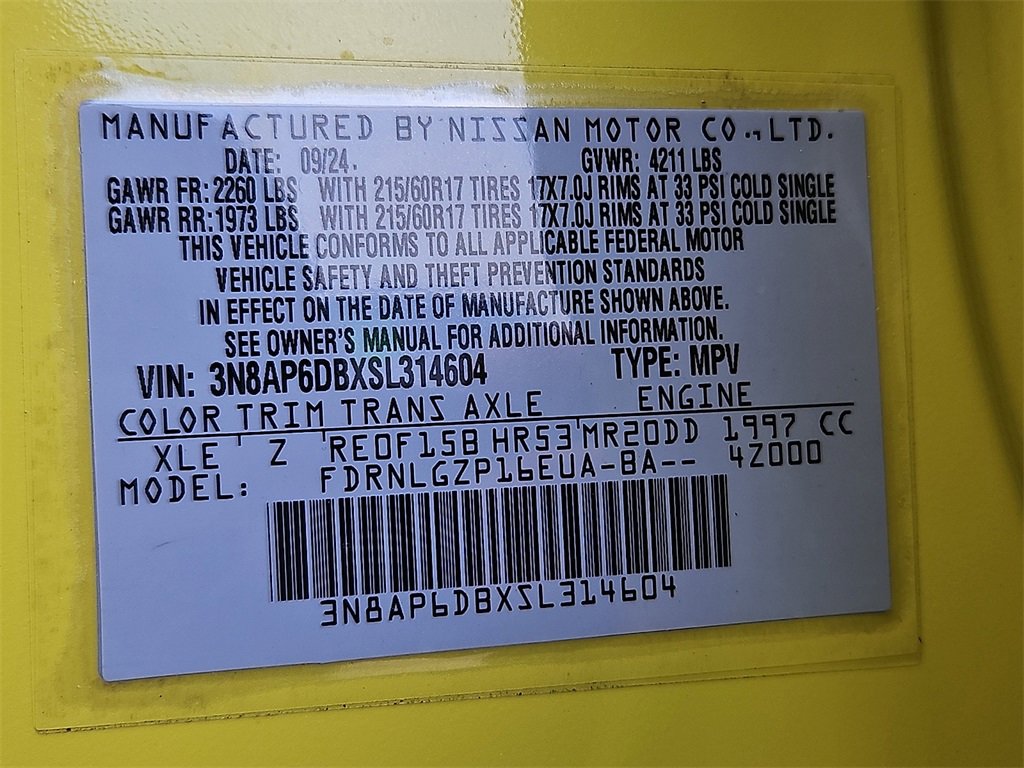 MANUFACTURED BY NISSAN MOTOR CO., LTD.
DATE: 09/24. GVWR: 4211 LBS
GAWR FR: 2260 LBS WITH 215/60R17 TIRES 17X7.0J RIMS AT 33 PSI COLD SINGLE
GAWR RR: 1973 LBS WITH 215/60R17 TIRES 17X7.0J RIMS AT 33 PSI COLD SINGLE
THIS VEHICLE CONFORMS TO ALL APPLICABLE FEDERAL MOTOR
VEHICLE SAFETY AND THEFT PREVENTION STANDARDS
IN EFFECT ON THE DATE OF MANUFACTURE SHOWN ABOVE.
SEE OWNER'S MANUAL FOR ADDITIONAL INFORMATION.
VIN: 3N8AP6DBXSL314604 TYPE: MPV
COLOR TRIM TRANS AXLE ENGINE
XLE Z RE0F15B HR53 MR20DD 1997 CC
MODEL: FDRNLGZP16EUA-BA-- 42000
3N8AP6DBXSL314604